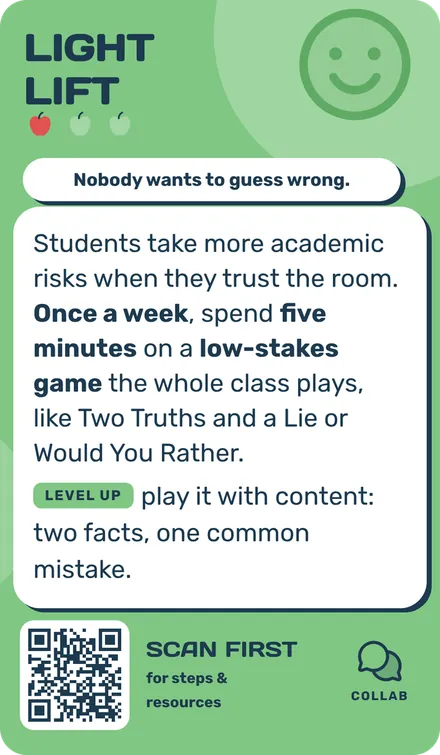 LIGHT
LIFT
Nobody wants to guess wrong.
Students take more academic
risks when they trust the room.
Once a week, spend five
minutes on a low-stakes
game the whole class plays,
like Two Truths and a Lie or
Would You Rather.
LEVEL UP play it with content:
two facts, one common
mistake.
SCAN FIRST
for steps &
resources
COLLAB